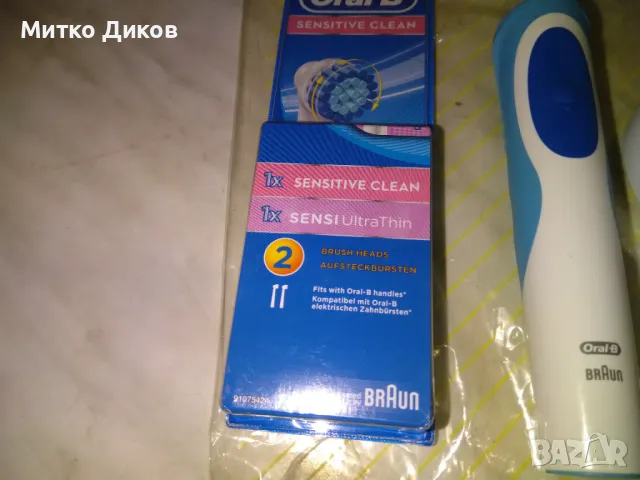 Митко Диков
Oral-B
SENSITIVE CLEAN
1x SENSITIVE CLEAN
1x SENSI UltraThin
2 BRUSH HEADS
AUFSTECKBÜRSTEN
Fits with Oral-B handles*
Kompatibel mit Oral-B
elektrischen Zahnbürsten*
BRAUN
Oral-B
BRAUN
BAZAR